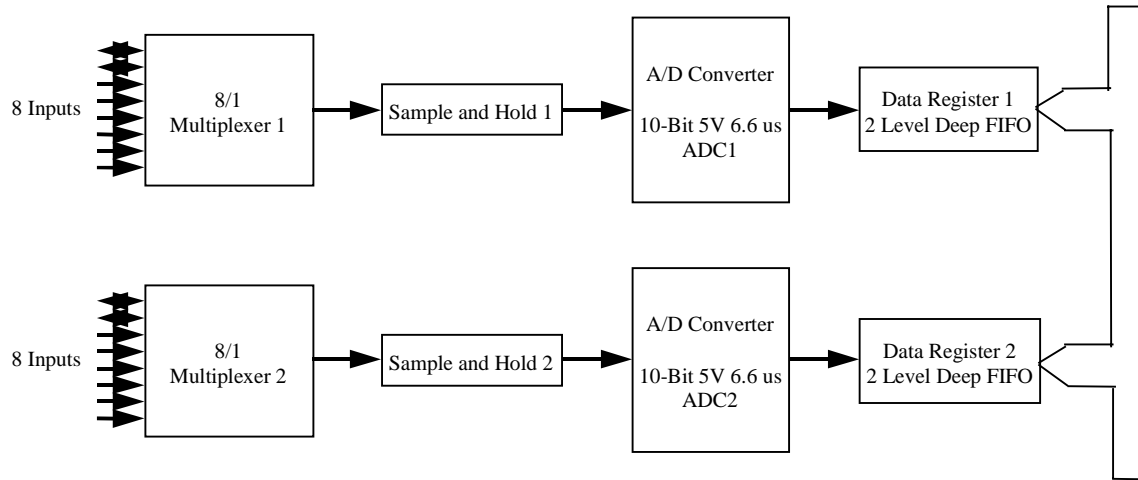 8 Inputs
8/1
Multiplexer 1
Sample and Hold 1
A/D Converter
10-Bit 5V 6.6 us
ADC1
Data Register 1
2 Level Deep FIFO
8 Inputs
8/1
Multiplexer 2
Sample and Hold 2
A/D Converter
10-Bit 5V 6.6 us
ADC2
Data Register 2
2 Level Deep FIFO